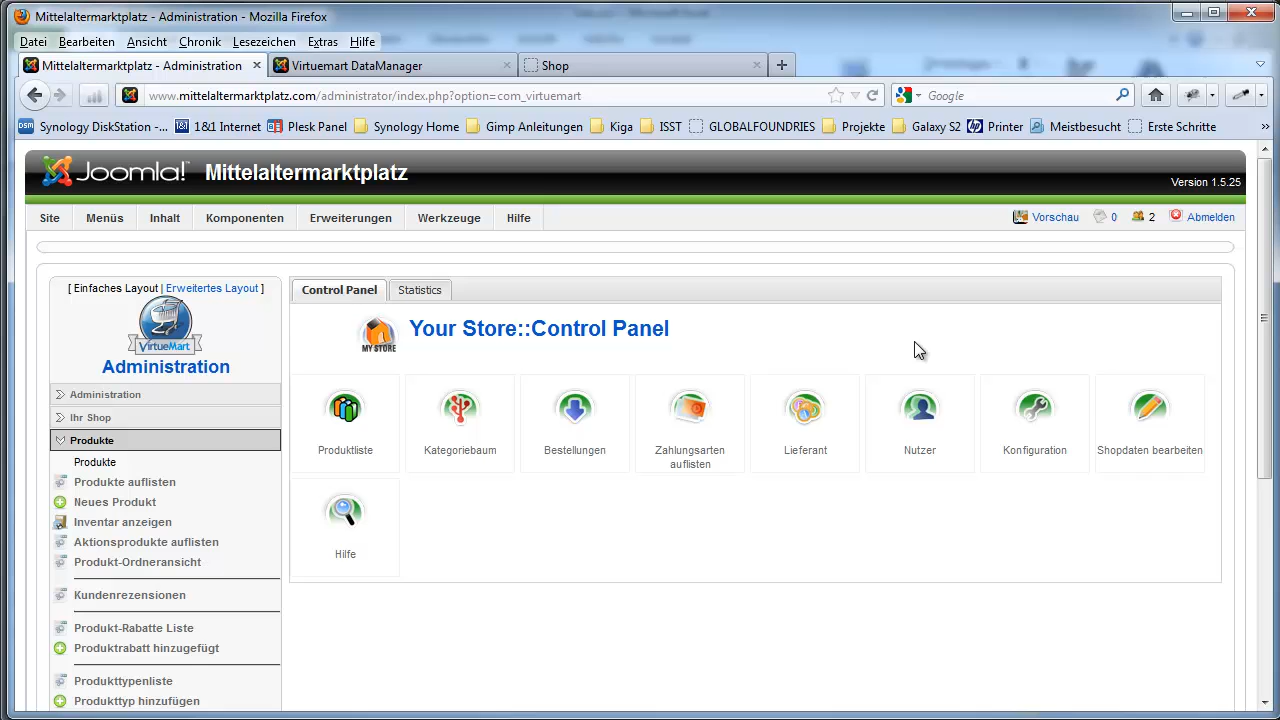 Mittelaltermarktplatz - Administration - Mozilla Firefox
Datei Bearbeiten Ansicht Chronik Lesezeichen Extras Hilfe
Mittelaltermarktplatz - Administration Virtuemart DataManager Shop
www.mittelaltermarktplatz.com/administrator/index.php?option=com_virtuemart Google
Synology DiskStation -... 1&1 Internet Plesk Panel Synology Home Gimp Anleitungen Kiga ISST GLOBALFOUNDRIES Projekte Galaxy S2 Printer Meistbesucht Erste Schritte
Joomla! Mittelaltermarktplatz
Version 1.5.25
Site Menüs Inhalt Komponenten Erweiterungen Werkzeuge Hilfe Vorschau 0 2 Abmelden
[ Einfaches Layout | Erweitertes Layout ]
VirtueMart
Administration
Administration
Ihr Shop
Produkte
Produkte
Produkte auflisten
Neues Produkt
Inventar anzeigen
Aktionsprodukte auflisten
Produkt-Ordneransicht
Kundenrezensionen
Produkt-Rabatte Liste
Produktrabatt hinzugefügt
Produkttypenliste
Produkttyp hinzufügen
Control Panel Statistics
MY STORE
Your Store::Control Panel
Produktliste
Kategoriebaum
Bestellungen
Zahlungsarten
auflisten
Lieferant
Nutzer
Konfiguration
Shopdaten bearbeiten
Hilfe